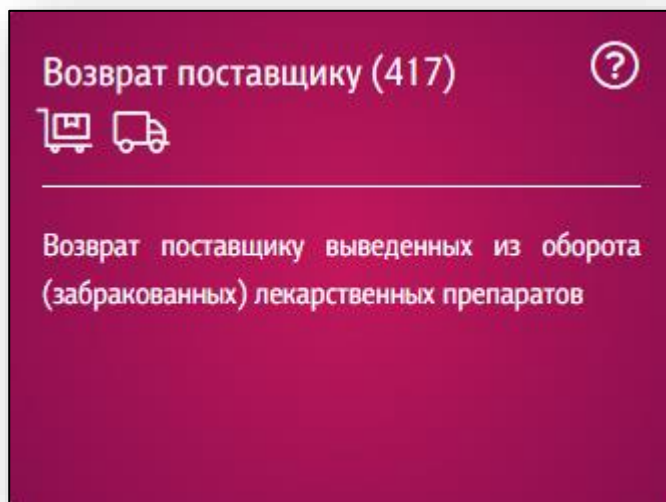 Возврат поставщику (417)
Возврат поставщику выведенных из оборота
(забракованных) лекарственных препаратов